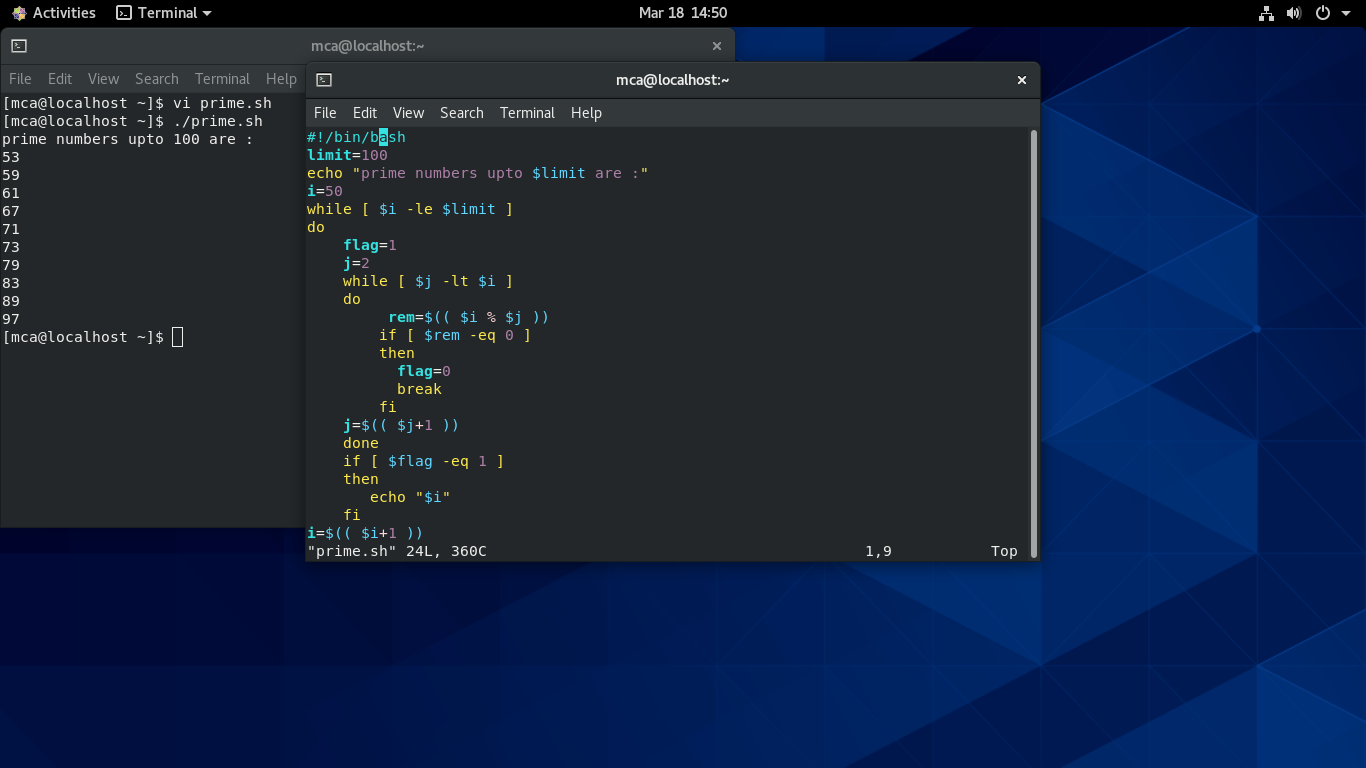 Activities Terminal Mar 18 14:50
mca@localhost:~
File Edit View Search Terminal Help
[mca@localhost ~]$ vi prime.sh
[mca@localhost ~]$ ./prime.sh
prime numbers upto 100 are :
53
59
61
67
71
73
79
83
89
97
[mca@localhost ~]$
mca@localhost:~
File Edit View Search Terminal Help
#!/bin/bash
limit=100
echo "prime numbers upto $limit are :"
i=50
while [ $i -le $limit ]
do
    flag=1
    j=2
    while [ $j -lt $i ]
    do
         rem=$(( $i % $j ))
        if [ $rem -eq 0 ]
        then
          flag=0
          break
        fi
    j=$(( $j+1 ))
    done
    if [ $flag -eq 1 ]
    then
       echo "$i"
    fi
i=$(( $i+1 ))
"prime.sh" 24L, 360C 1,9 Top